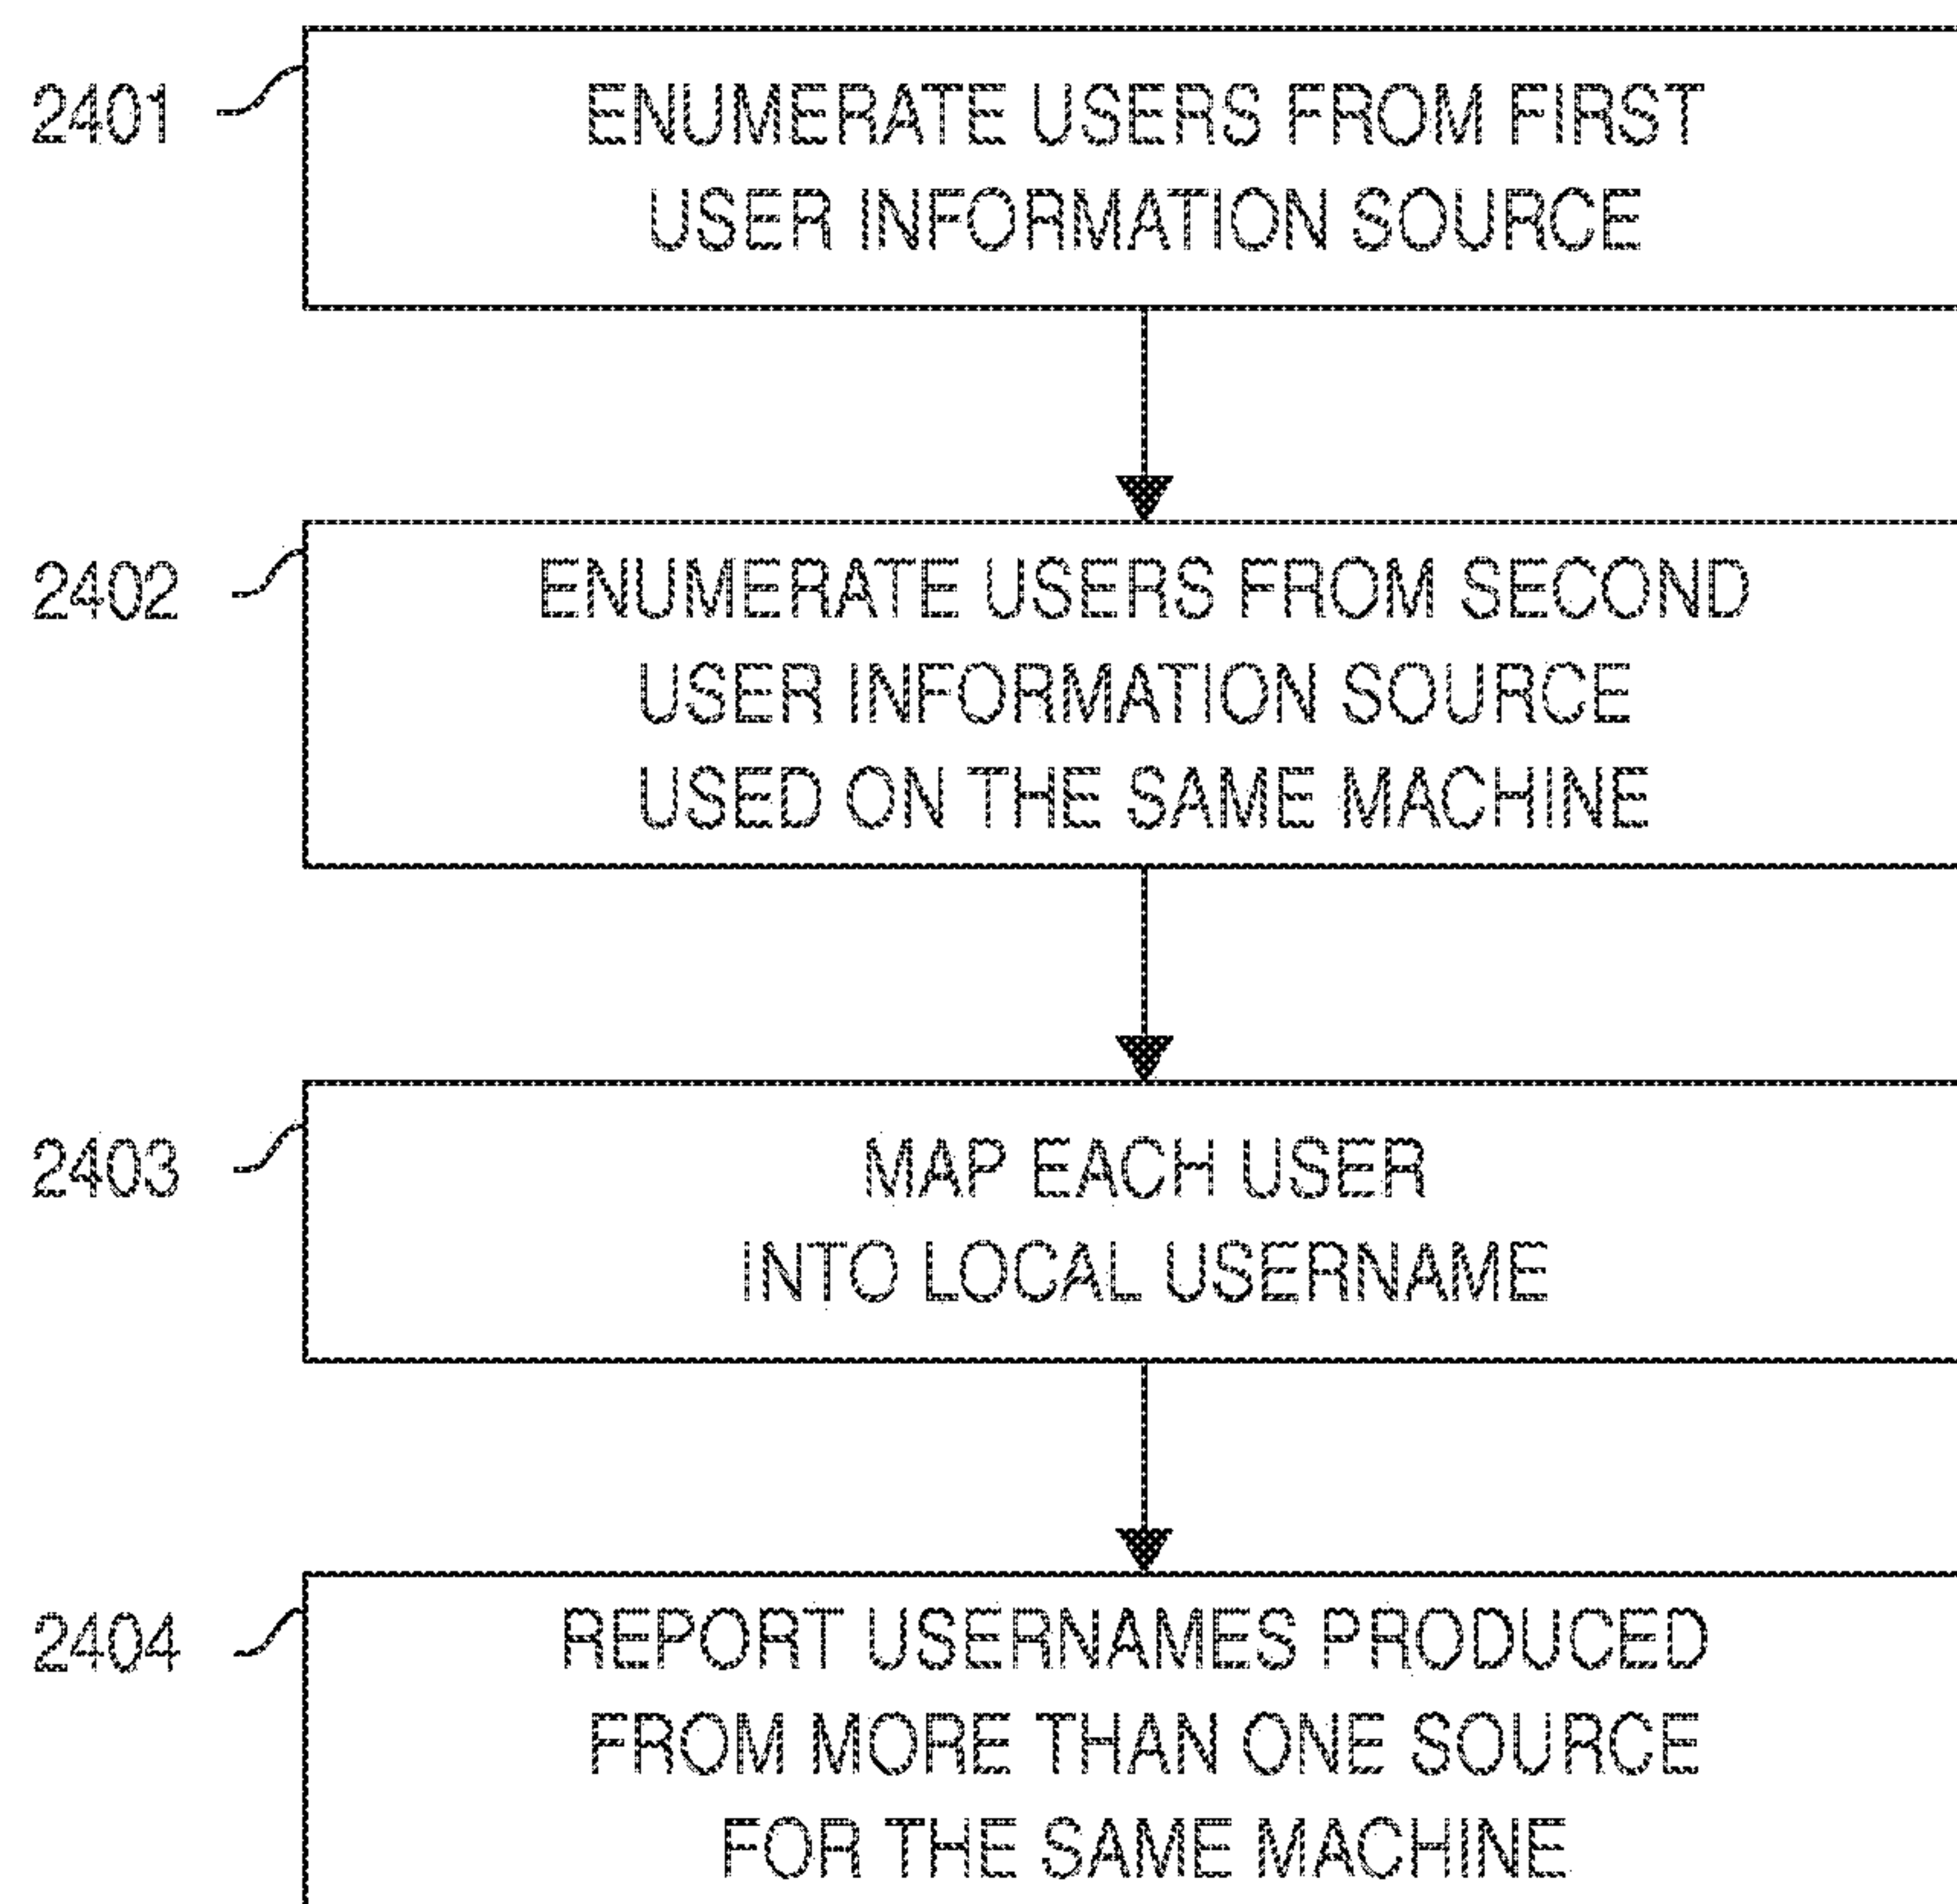 2401
ENUMERATE USERS FROM FIRST
USER INFORMATION SOURCE
2402
ENUMERATE USERS FROM SECOND
USER INFORMATION SOURCE
USED ON THE SAME MACHINE
2403
MAP EACH USER
INTO LOCAL USERNAME
2404
REPORT USERNAMES PRODUCED
FROM MORE THAN ONE SOURCE
FOR THE SAME MACHINE